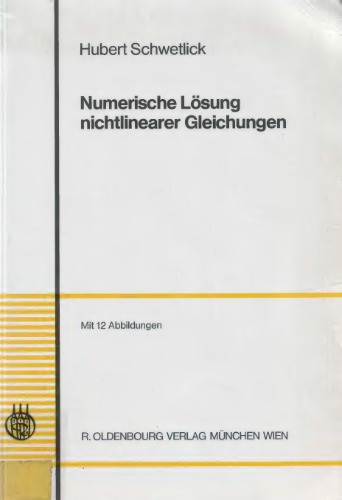 Hubert Schwetlick
Numerische Lösung
nichtlinearer Gleichungen
Mit 12 Abbildungen
R. OLDENBOURG VERLAG MÜNCHEN WIEN